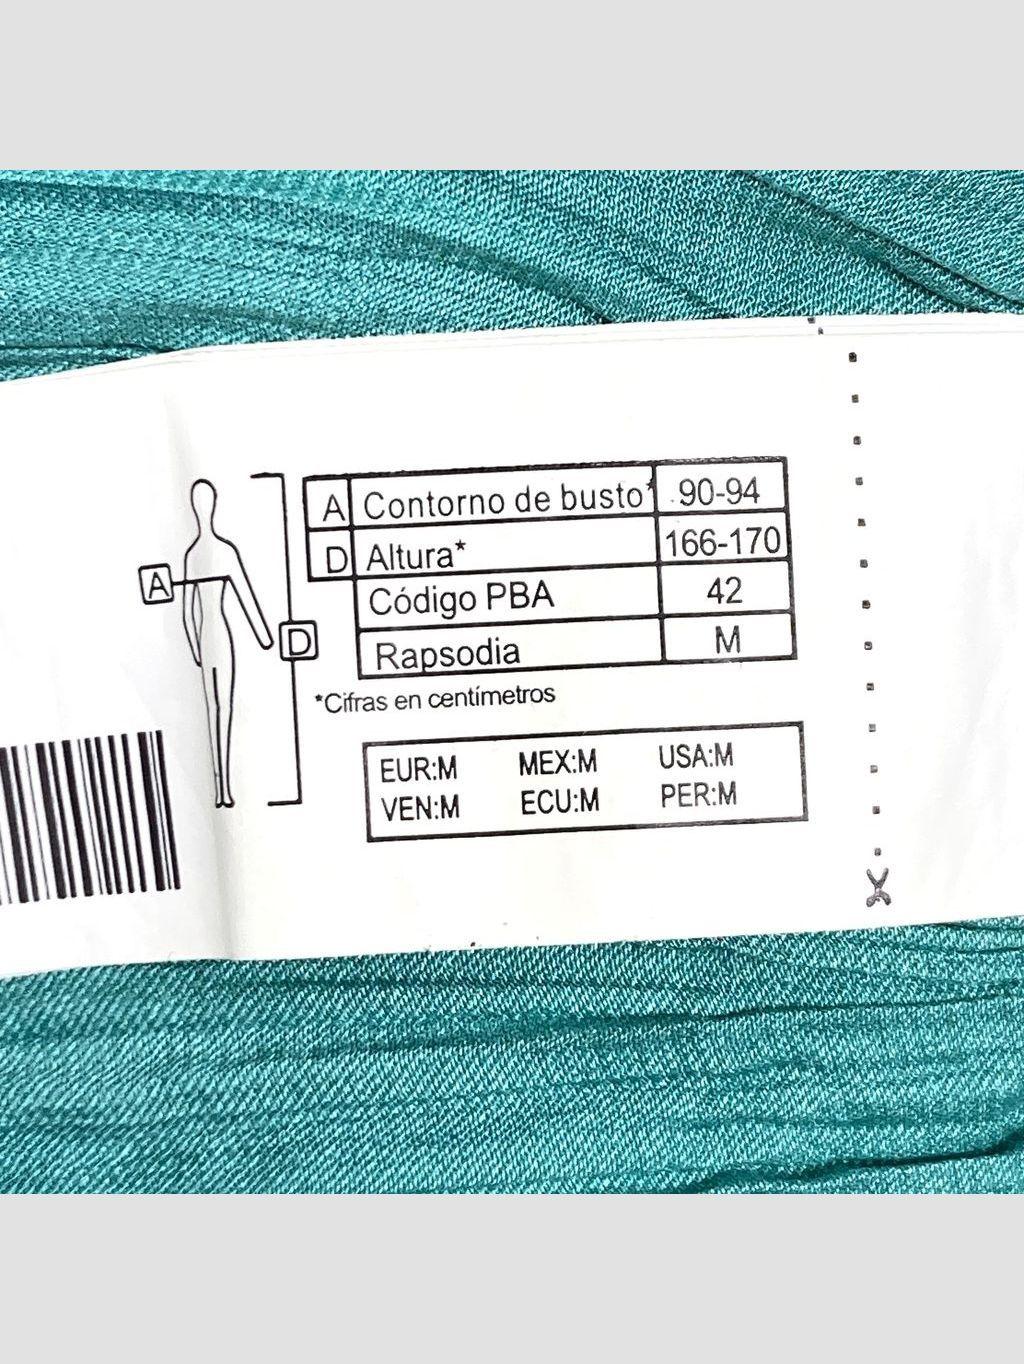 A Contorno de busto* 90-94
D Altura* 166-170
Código PBA 42
Rapsodia M
A
D
*Cifras en centímetros
EUR:M MEX:M USA:M
VEN:M ECU:M PER:M